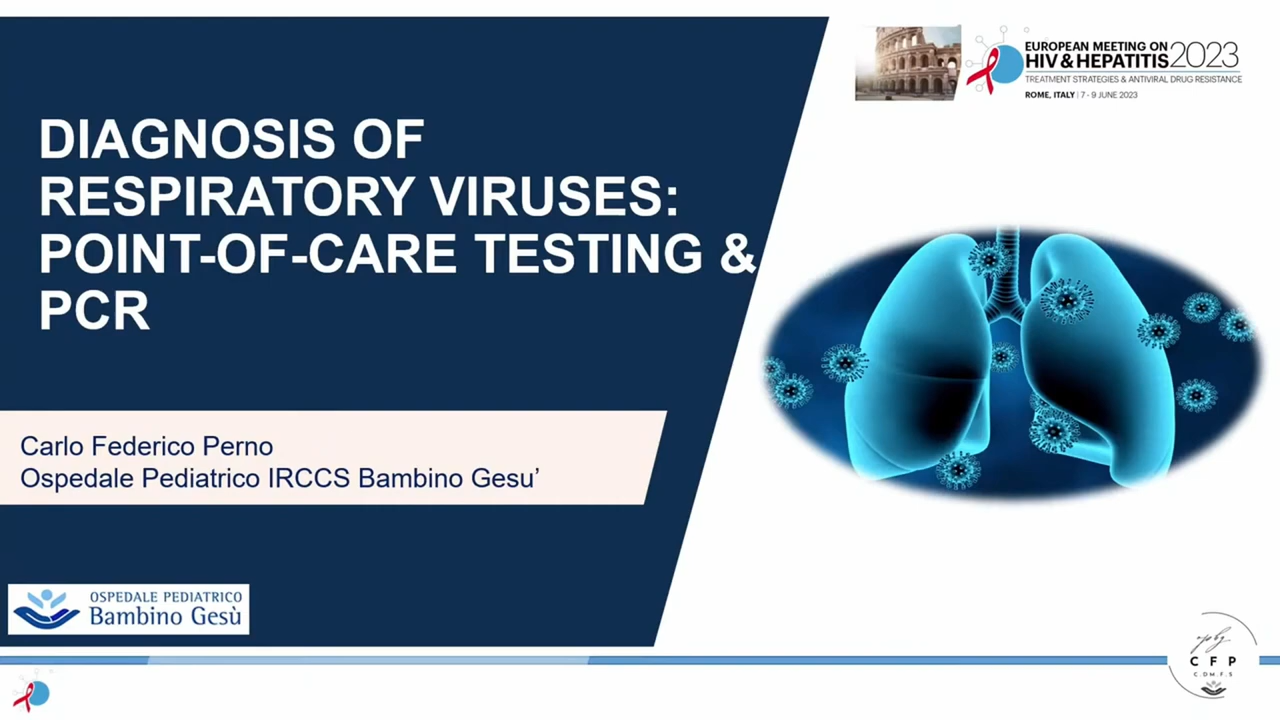 EUROPEAN MEETING ON
HIV & HEPATITIS 2023
TREATMENT STRATEGIES & ANTIVIRAL DRUG RESISTANCE
ROME, ITALY | 7 - 9 JUNE 2023
DIAGNOSIS OF
RESPIRATORY VIRUSES:
POINT-OF-CARE TESTING &
PCR
Carlo Federico Perno
Ospedale Pediatrico IRCCS Bambino Gesu’
OSPEDALE PEDIATRICO
Bambino Gesù
C F P
C.DM.F.S